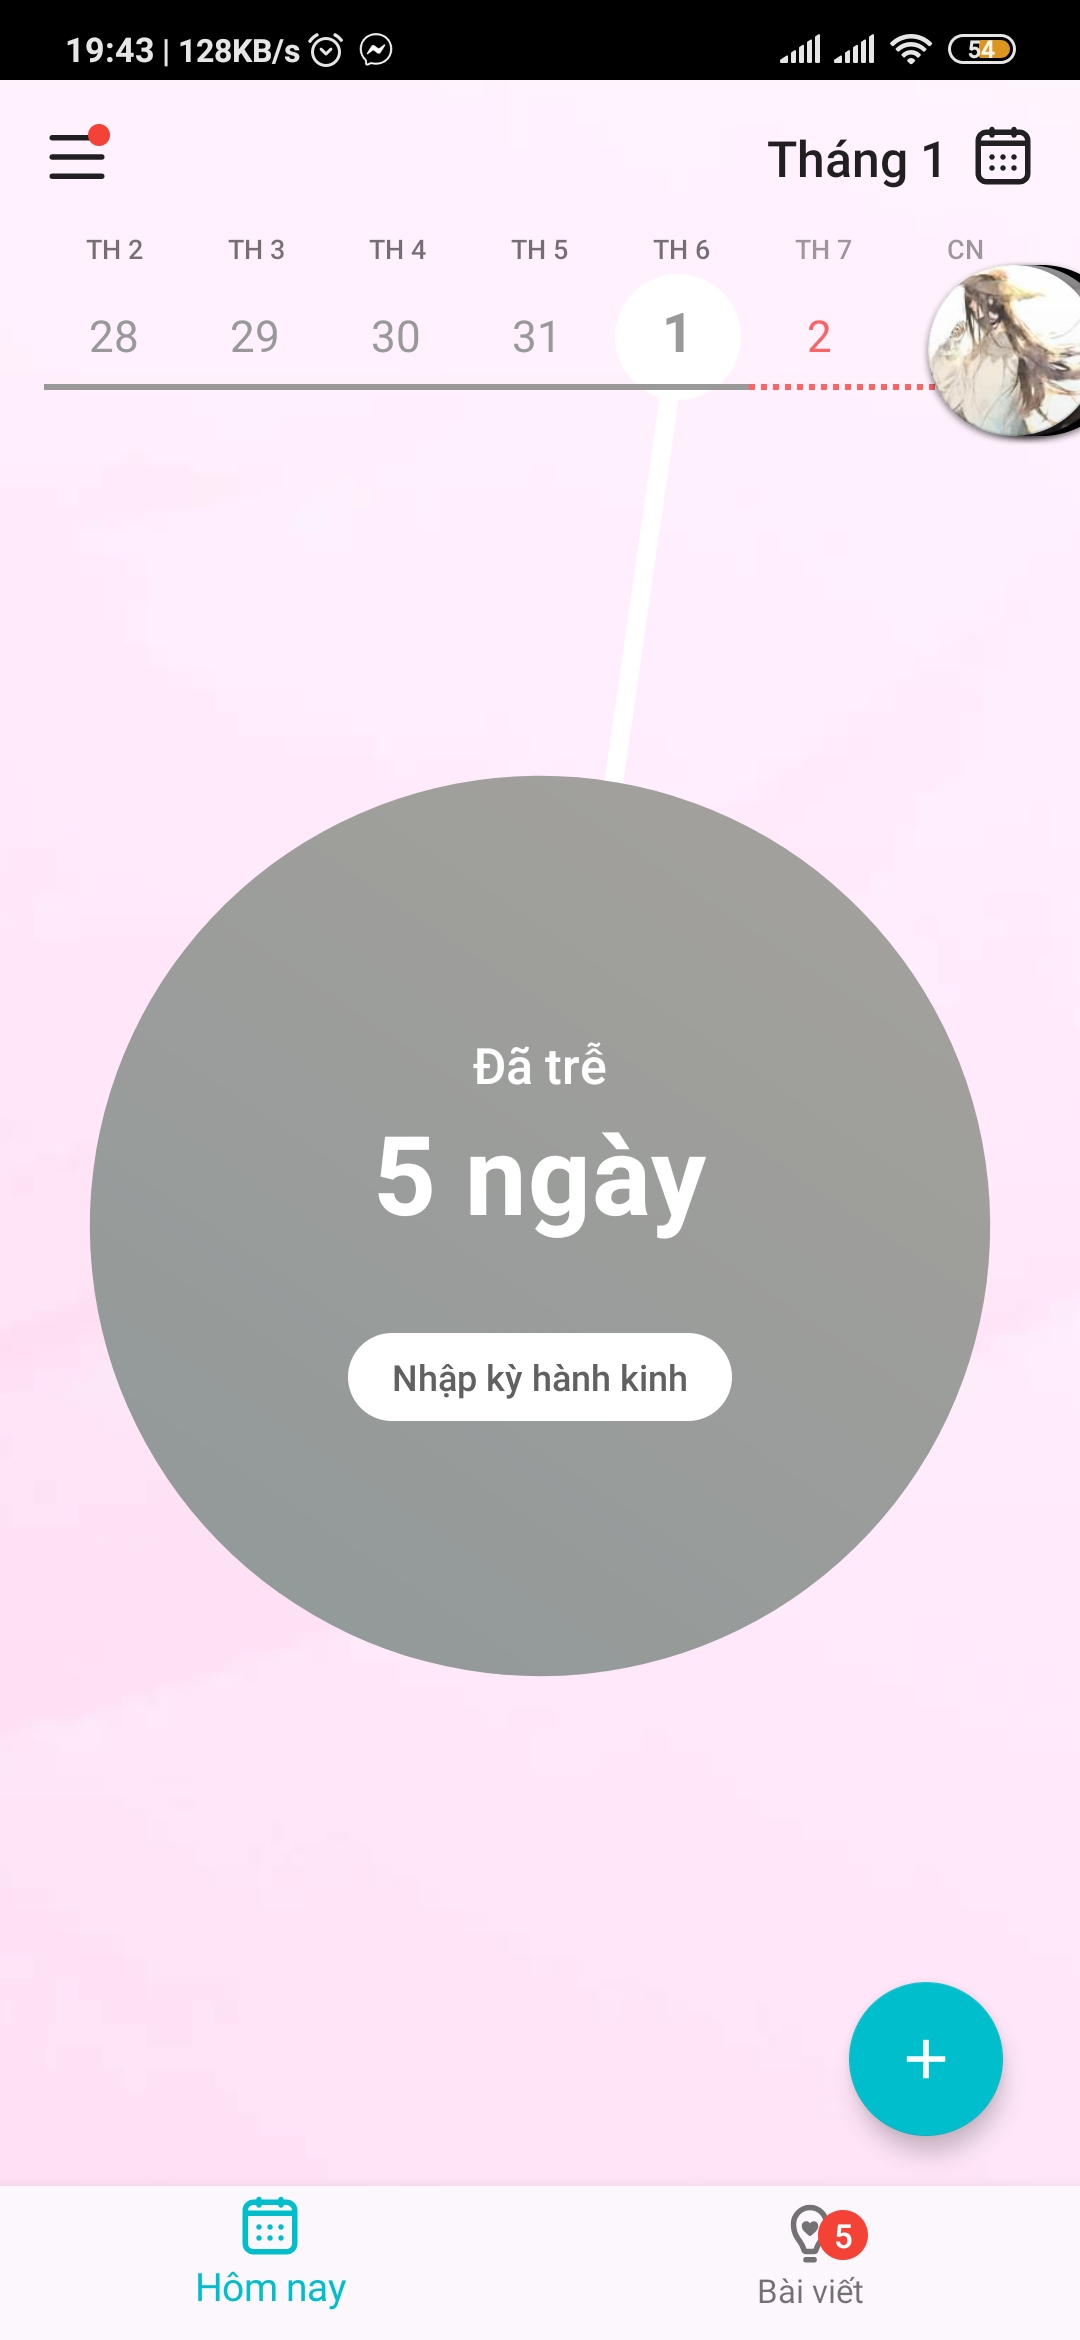 19:43 | 128KB/s 54
Tháng 1
TH 2 TH 3 TH 4 TH 5 TH 6 TH 7 CN
28 29 30 31 1 2
Đã trễ
5 ngày
Nhập kỳ hành kinh
+
5
Hôm nay Bài viết